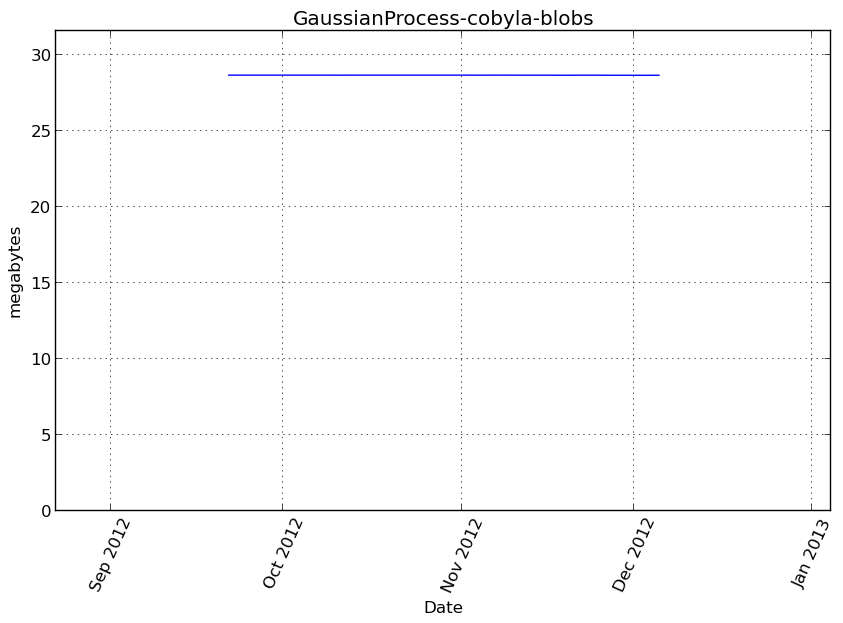 GaussianProcess-cobyla-blobs
30
25
20
15
10
5
0
megabytes
Sep 2012
Oct 2012
Nov 2012
Dec 2012
Jan 2013
Date